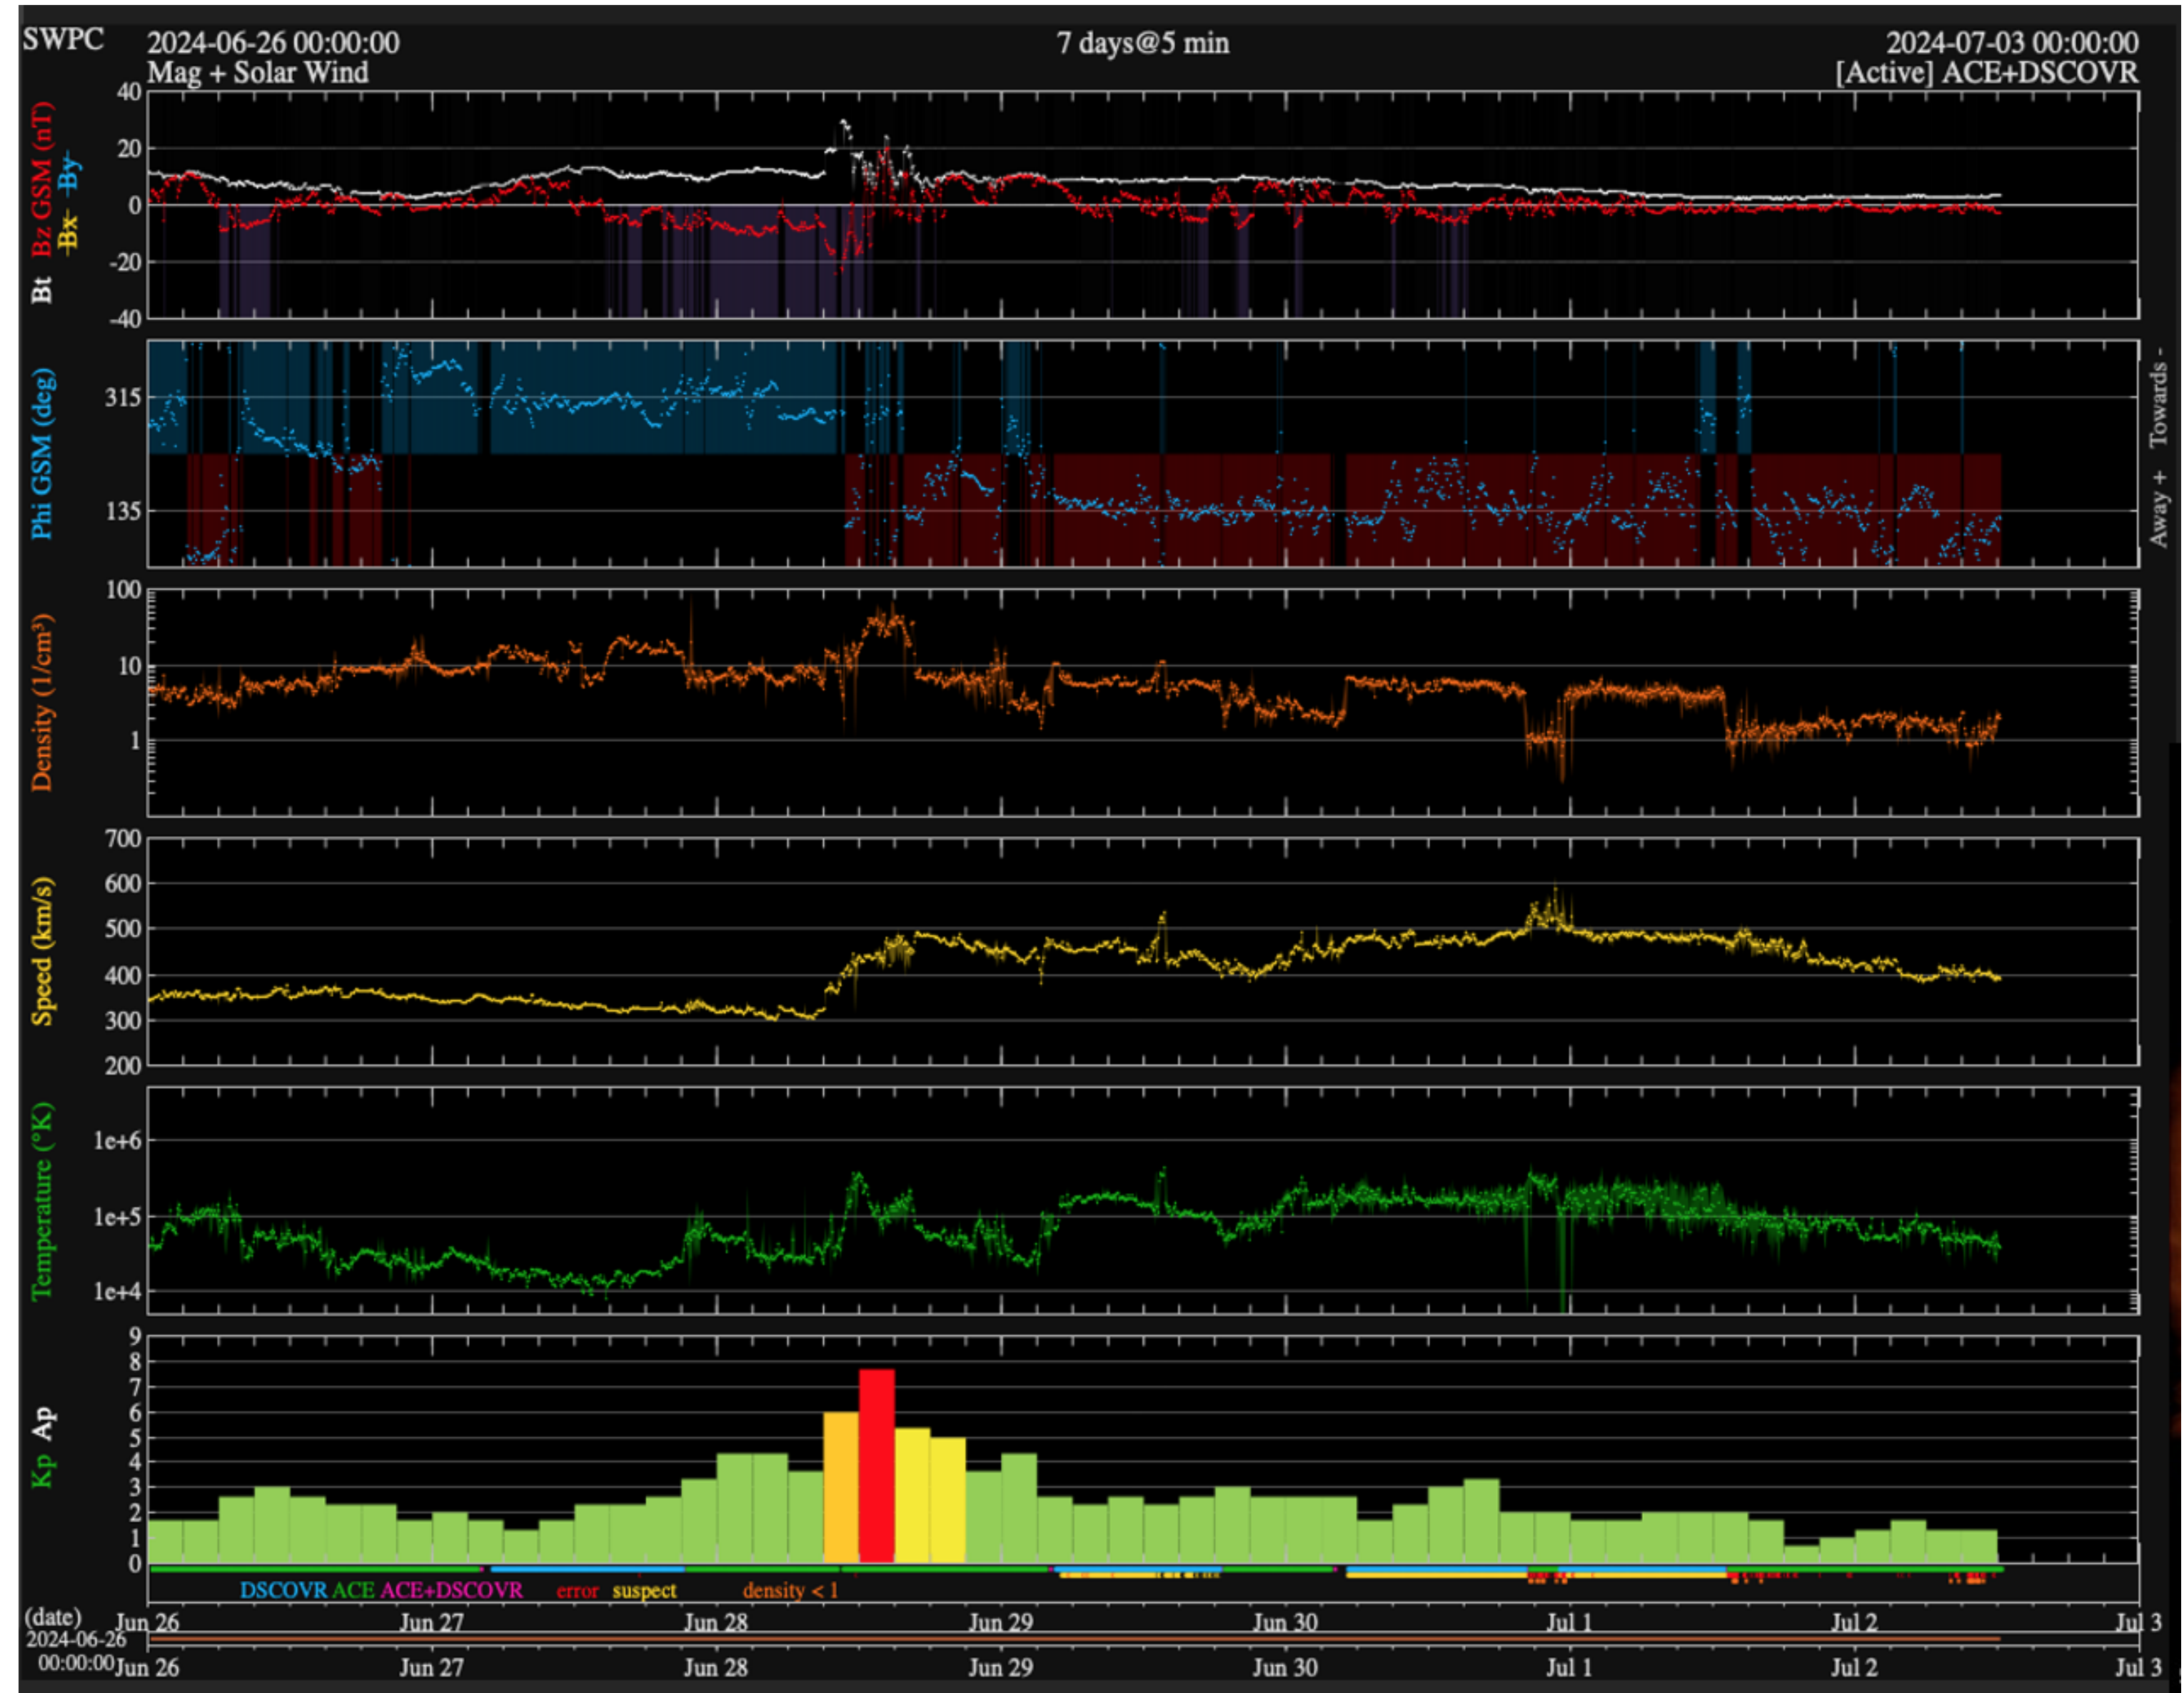 SWPC 2024-06-26 00:00:00 7 days@5 min 2024-07-03 00:00:00
Mag + Solar Wind [Active] ACE+DSCOVR
Bt Bz GSM (nT)
Bx By
40
20
0
-20
-40
Phi GSM (deg)
315
135
Away + Towards -
Density (1/cm³)
100
10
1
Speed (km/s)
700
600
500
400
300
200
Temperature (°K)
1e+6
1e+5
1e+4
Kp Ap
9
8
7
6
5
4
3
2
1
0
DSCOVR ACE ACE+DSCOVR error suspect density < 1
(date) Jun 26 Jun 27 Jun 28 Jun 29 Jun 30 Jul 1 Jul 2 Jul 3
2024-06-26
00:00:00 Jun 26 Jun 27 Jun 28 Jun 29 Jun 30 Jul 1 Jul 2 Jul 3